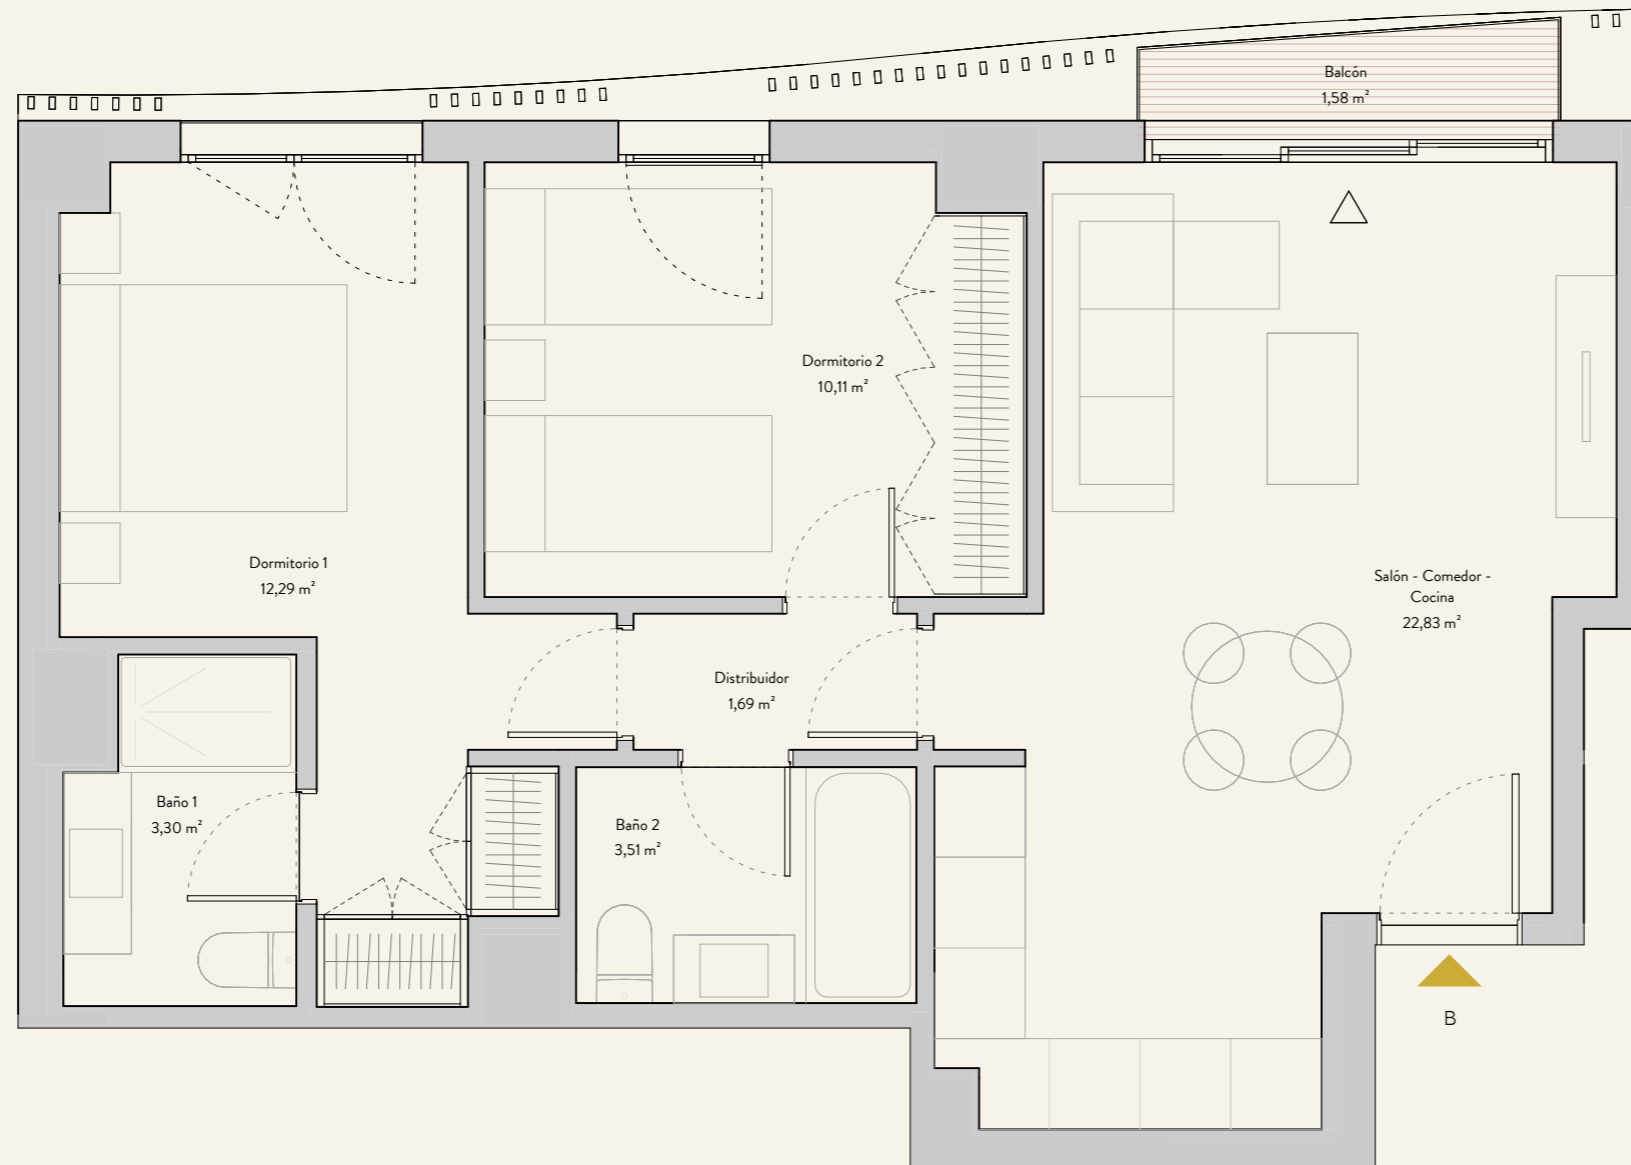 Balcón
1,58 m²
Dormitorio 2
10,11 m²
Dormitorio 1
12,29 m²
Salón - Comedor -
Cocina
22,83 m²
Distribuidor
1,69 m²
Baño 1
3,30 m²
Baño 2
3,51 m²
B